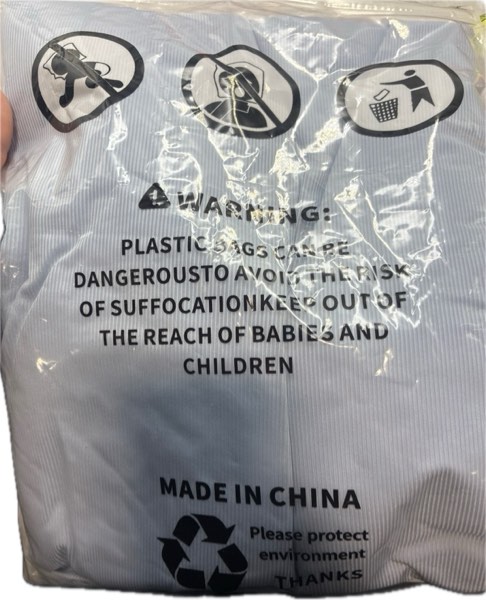 WARNING:
PLASTIC BAGS CAN BE
DANGEROUSTO AVOID THE RISK
OF SUFFOCATIONKEEP OUT OF
THE REACH OF BABIES AND
CHILDREN
MADE IN CHINA
Please protect
environment
THANKS